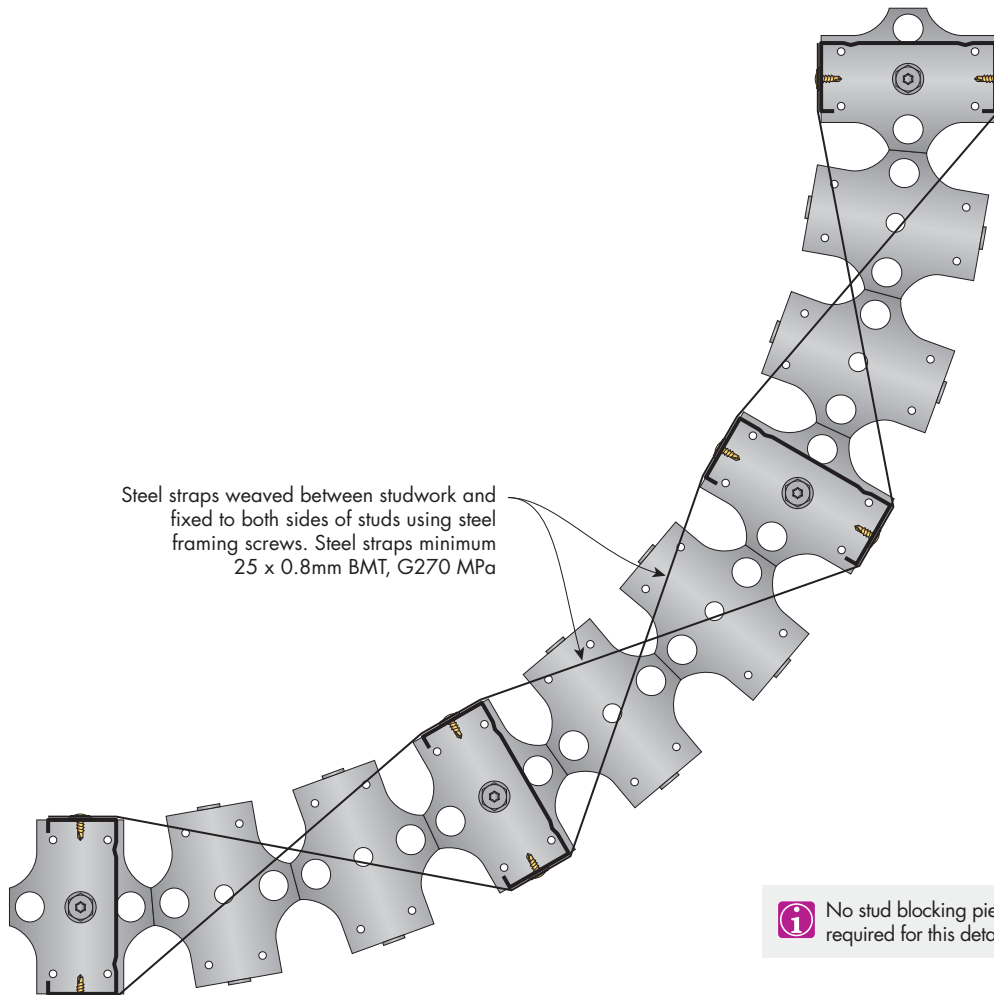 Steel straps weaved between studwork and
fixed to both sides of studs using steel
framing screws. Steel straps minimum
25 x 0.8mm BMT, G270 MPa
No stud blocking
required for this